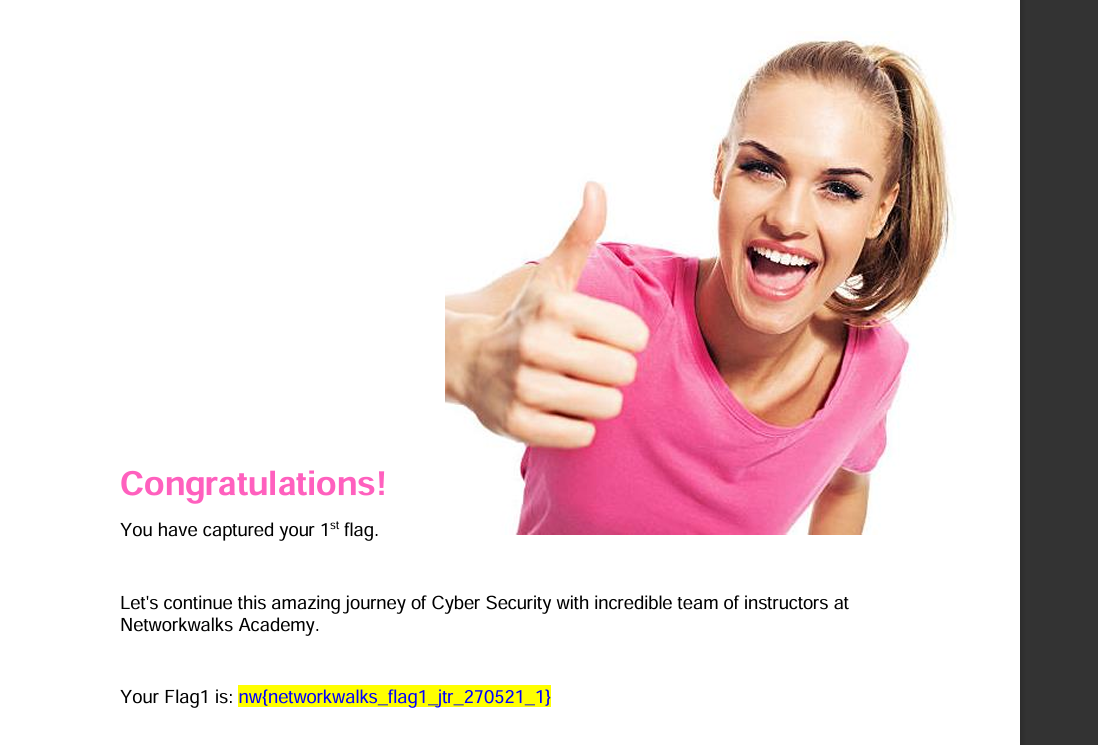 Congratulations!
You have captured your 1st flag.
Let's continue this amazing journey of Cyber Security with incredible team of instructors at
Networkwalks Academy.
Your Flag1 is: nw{networkwalks_flag1_jtr_270521_1}